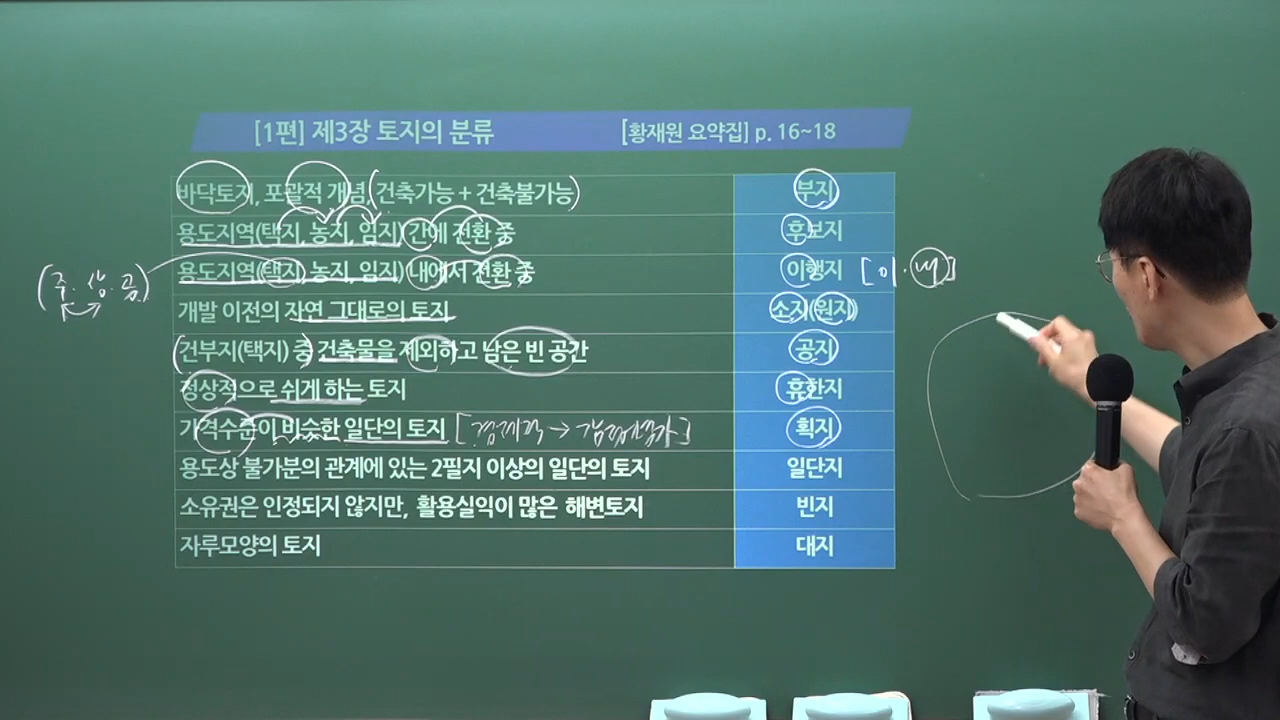 [1편] 제3장 토지의 분류 [황재원 요약집] p. 16~18
바닥토지, 포괄적 개념, (건축가능 + 건축불가능) 부지
용도지역(택지, 농지, 임지) 간에 전환 중 후보지
용도지역(택지, 농지, 임지) 내에서 전환 중 이행지 [이·내]
(주·상·공)
개발 이전의 자연 그대로의 토지 소지(원지)
건부지(택지) 중 건축물을 제외하고 남은 빈 공간 공지
정상적으로 쉬게 하는 토지 휴한지
가격수준이 비슷한 일단의 토지 [경제적 → 감정평가] 획지
용도상 불가분의 관계에 있는 2필지 이상의 일단의 토지 일단지
소유권은 인정되지 않지만, 활용실익이 많은 해변토지 빈지
자루모양의 토지 대지